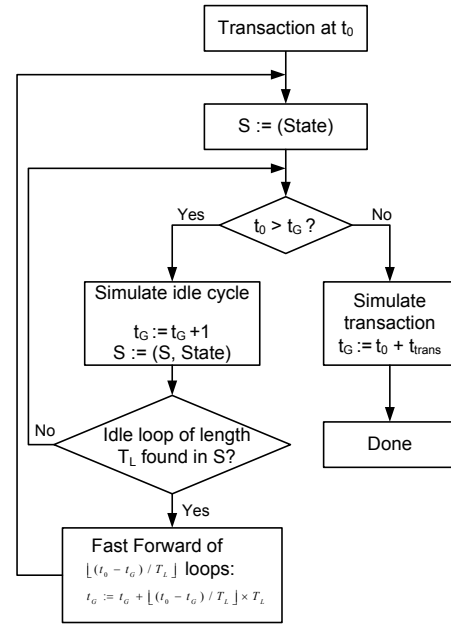 Transaction at t₀
S := (State)
t₀ > t_G ?
Yes
No
Simulate idle cycle
t_G := t_G +1
S := (S, State)
Simulate
transaction
t_G := t₀ + t_trans
Done
No
Idle loop of length
T_L found in S?
Yes
Fast Forward of
⌊(t₀ − t_G) / T_L⌋ loops:
t_G := t_G + ⌊(t₀ − t_G) / T_L⌋ × T_L